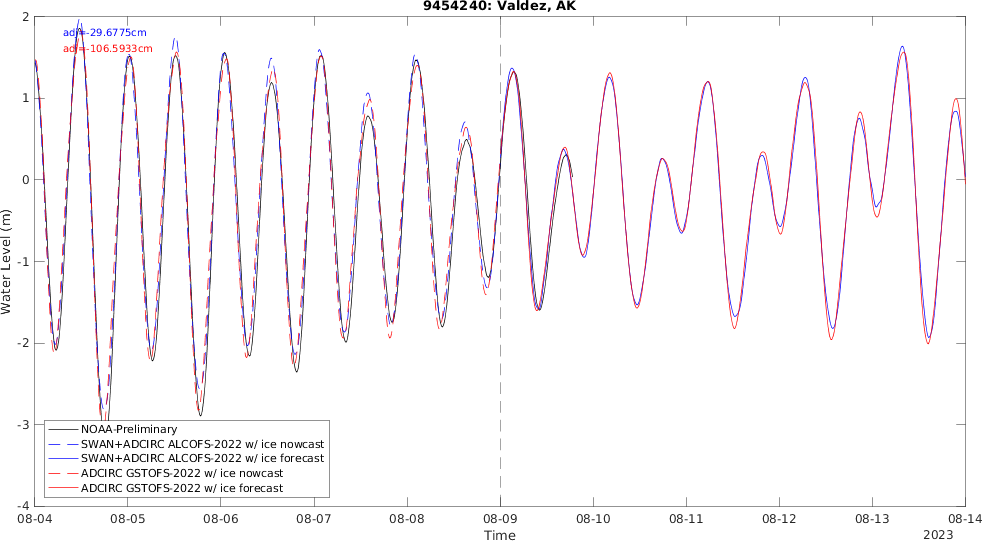 9454240: Valdez, AK
adj=-29.6775cm
adj=-106.5933cm
2
1
0
-1
-2
-3
-4
Water Level (m)
NOAA-Preliminary
SWAN+ADCIRC ALCOFS-2022 w/ ice nowcast
SWAN+ADCIRC ALCOFS-2022 w/ ice forecast
ADCIRC GSTOFS-2022 w/ ice nowcast
ADCIRC GSTOFS-2022 w/ ice forecast
08-04 08-05 08-06 08-07 08-08 08-09 08-10 08-11 08-12 08-13 08-14
Time
2023